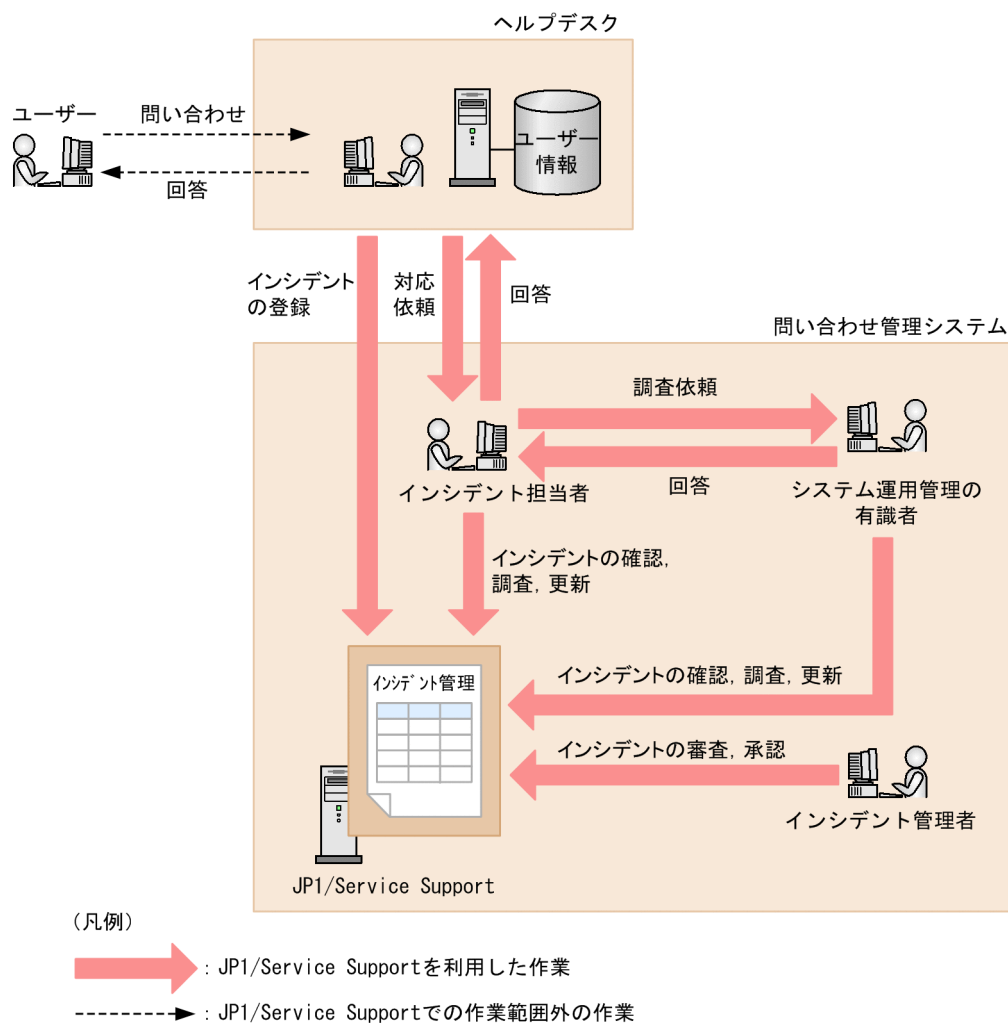 ヘルプデスク
ユーザー
問い合わせ
回答
ユーザー
情報
インシデント
の登録
対応
依頼
回答
問い合わせ管理システム
調査依頼
回答
インシデント担当者
システム運用管理の
有識者
インシデントの確認,
調査, 更新
インシデント管理
インシデントの確認, 調査, 更新
インシデントの審査, 承認
インシデント管理者
JP1/Service Support
(凡例)
: JP1/Service Supportを利用した作業
: JP1/Service Supportでの作業範囲外の作業